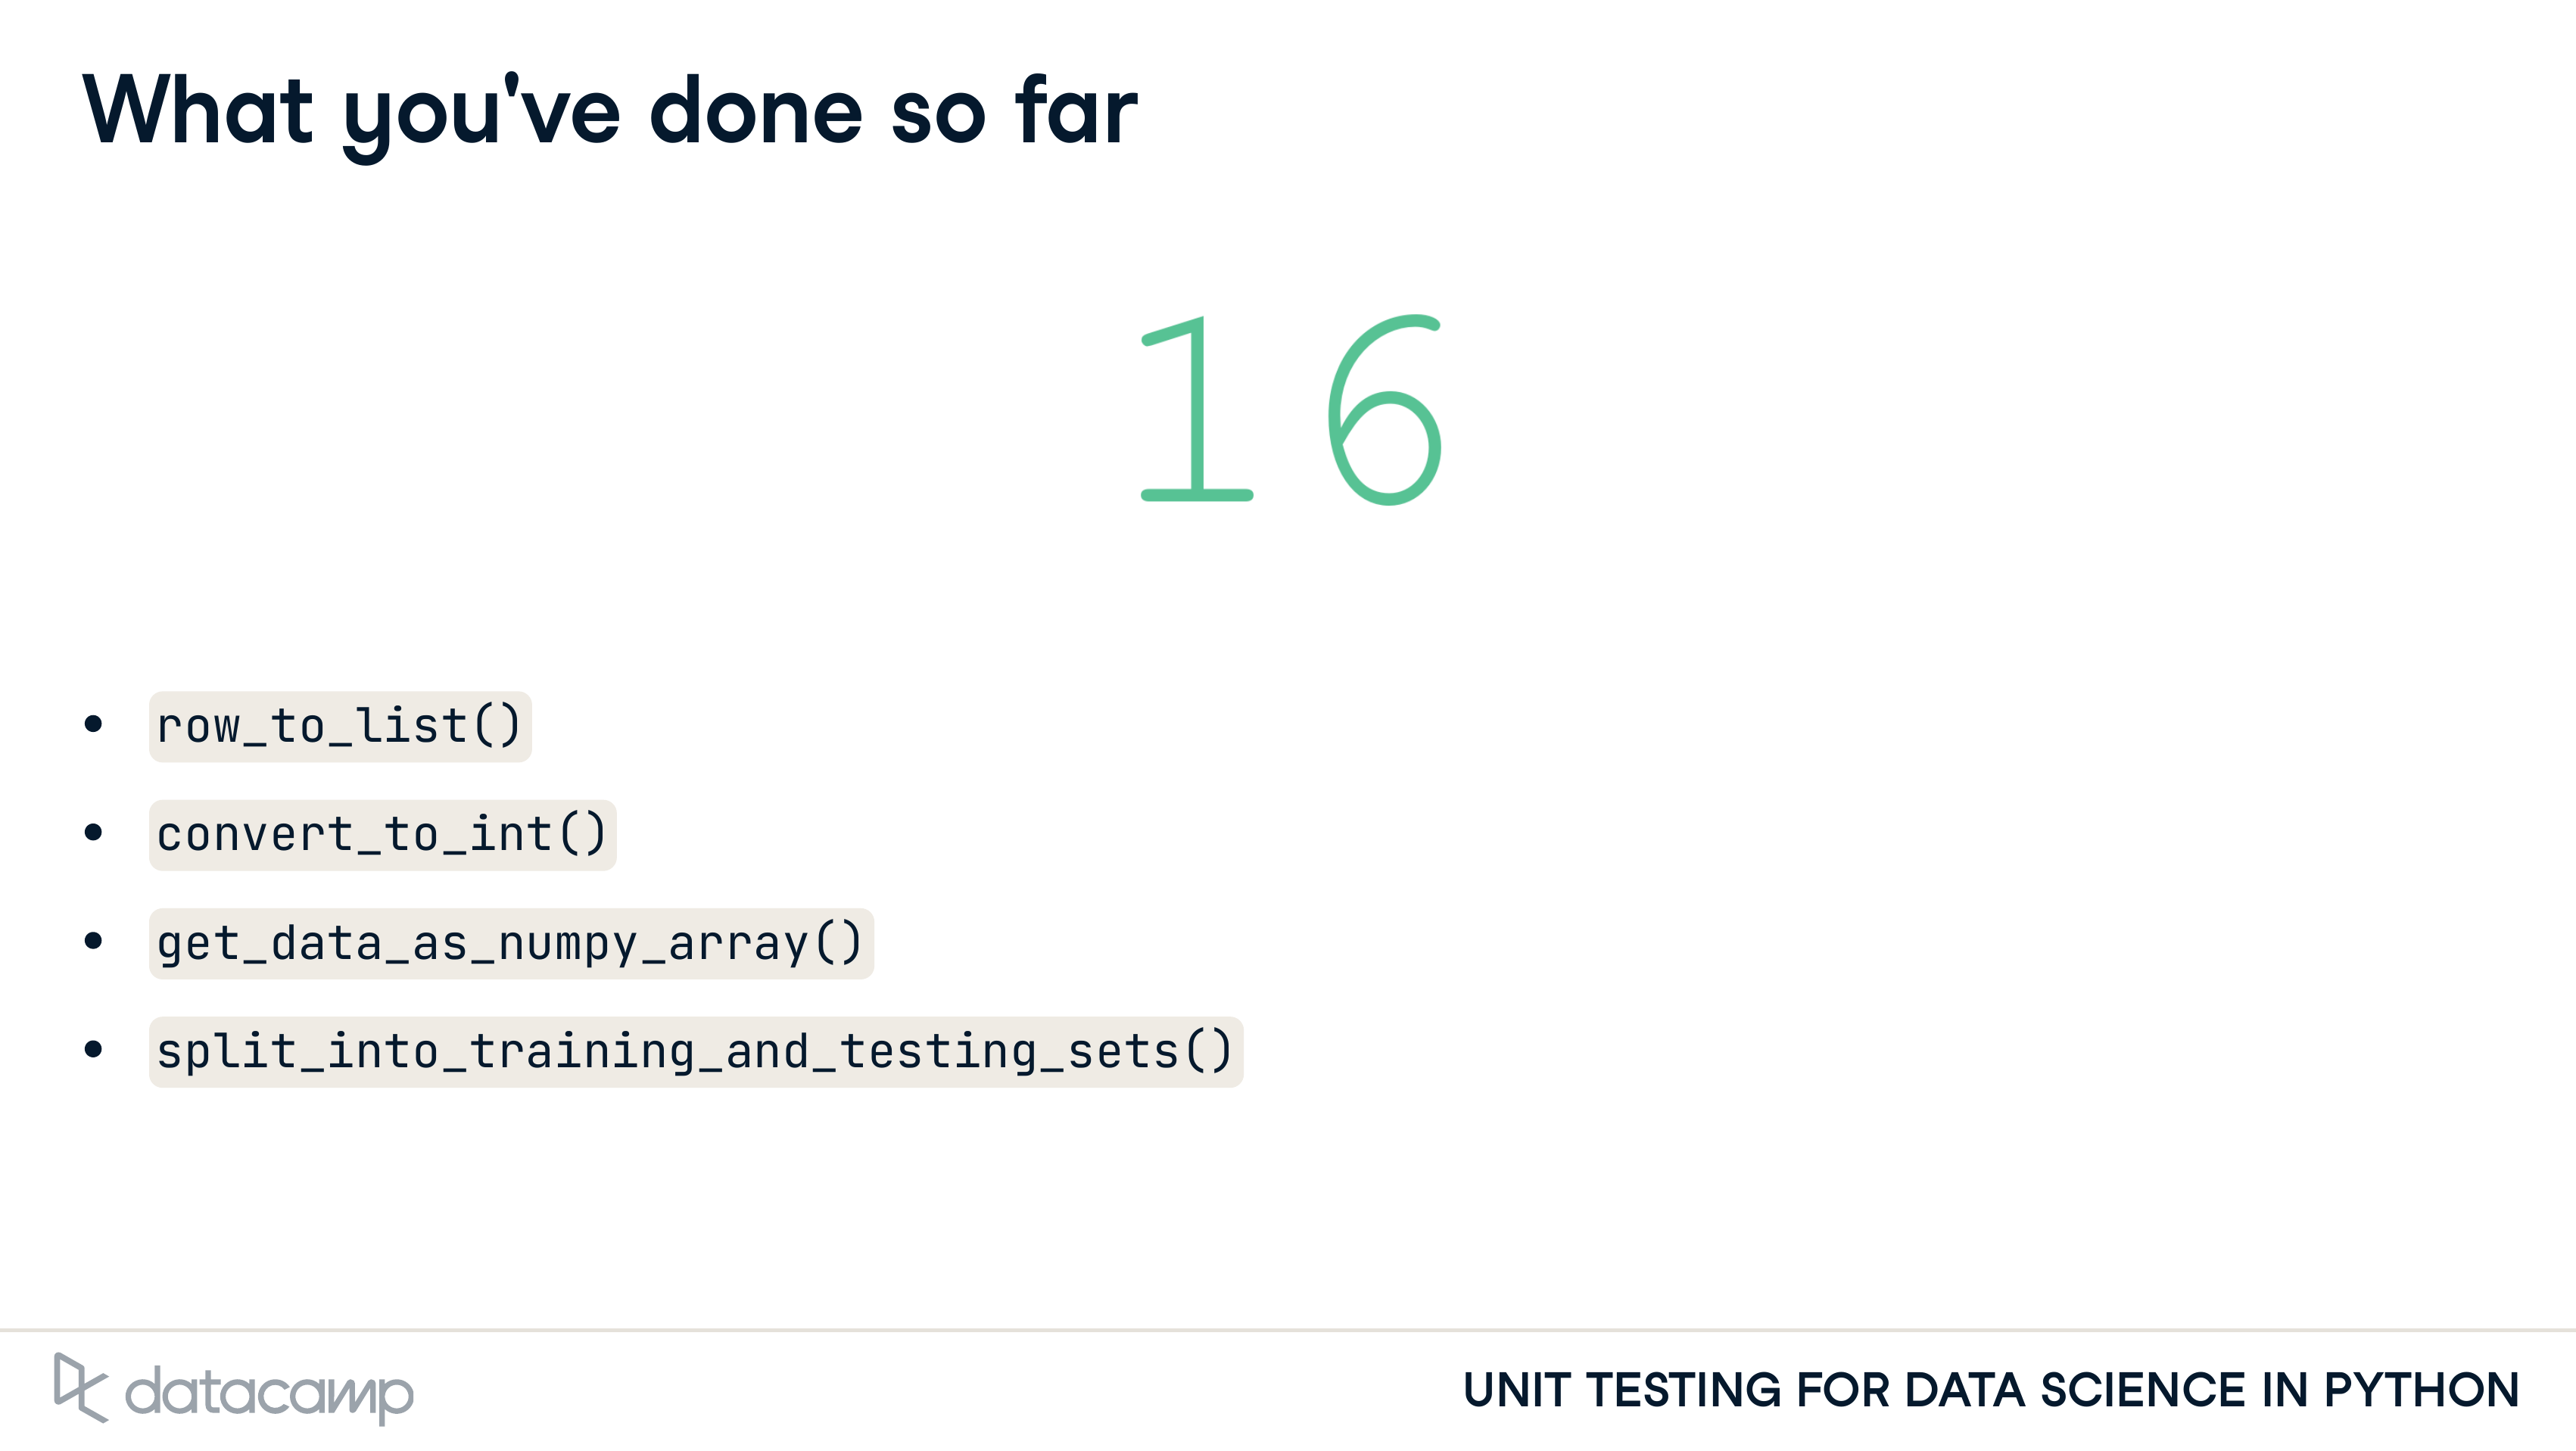 What you've done so far
16
• row_to_list()
• convert_to_int()
• get_data_as_numpy_array()
• split_into_training_and_testing_sets()
datacamp
UNIT TESTING FOR DATA SCIENCE IN PYTHON